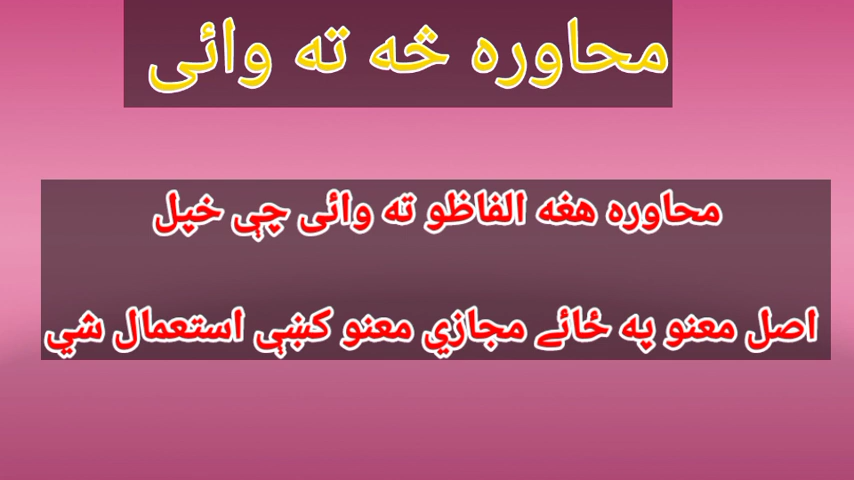 محاوره څه ته وائی
محاوره هغه الفاظو ته وائی چې خپل
اصل معنو په ځائے مجازي معنو کښې استعمال شي